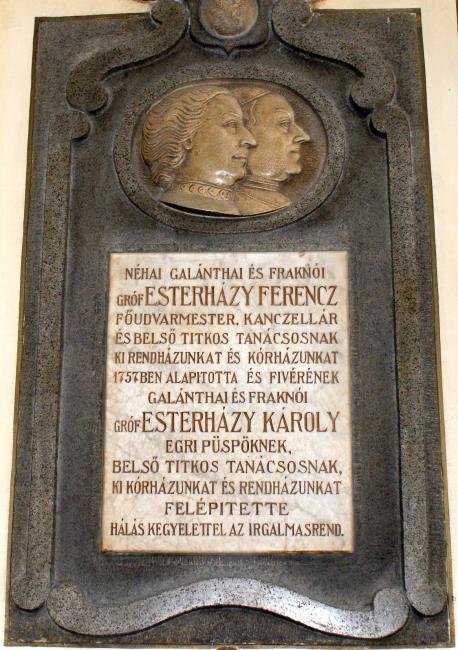 NÉHAI GALÁNTHAI ÉS FRAKNÓI
GRÓF ESTERHÁZY FERENCZ
FŐUDVARMESTER, KANCZELLÁR
ÉS BELSŐ TITKOS TANÁCSOSNAK
KI RENDHÁZUNKAT ÉS KÓRHÁZUNKAT
1757BEN ALAPITOTTA ÉS FIVÉRÉNEK
GALÁNTHAI ÉS FRAKNÓI
GRÓF ESTERHÁZY KÁROLY
EGRI PÜSPÖKNEK,
BELSŐ TITKOS TANÁCSOSNAK,
KI KÓRHÁZUNKAT ÉS RENDHÁZUNKAT
FELÉPITETTE
HÁLÁS KEGYELETTEL AZ IRGALMASREND.